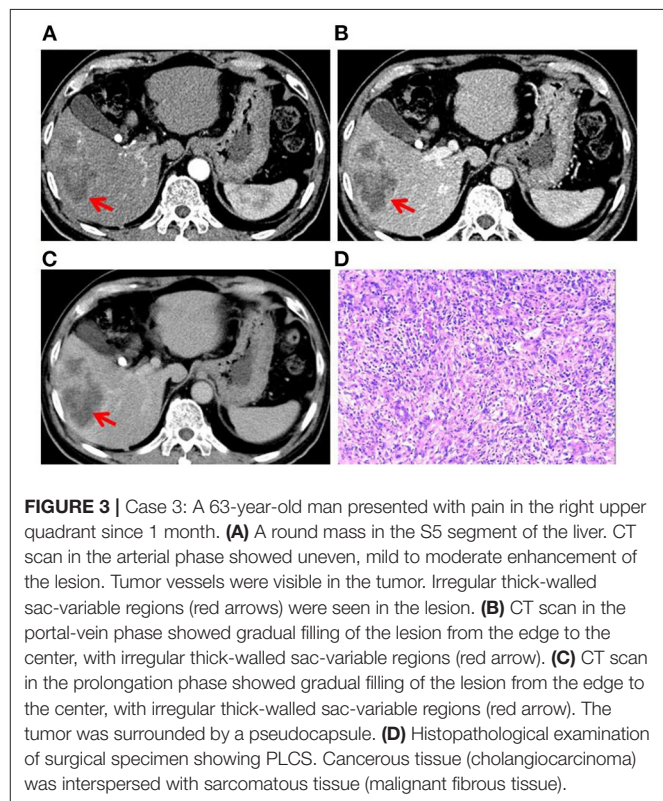 A
B
C
D
FIGURE 3 | Case 3: A 63-year-old man presented with pain in the right upper
quadrant since 1 month. (A) A round mass in the S5 segment of the liver. CT
scan in the arterial phase showed uneven, mild to moderate enhancement of
the lesion. Tumor vessels were visible in the tumor. Irregular thick-walled
sac-variable regions (red arrows) were seen in the lesion. (B) CT scan in the
portal-vein phase showed gradual filling of the lesion from the edge to the
center, with irregular thick-walled sac-variable regions (red arrow). (C) CT scan
in the prolongation phase showed gradual filling of the lesion from the edge to
the center, with irregular thick-walled sac-variable regions (red arrow). The
tumor was surrounded by a pseudocapsule. (D) Histopathological examination
of surgical specimen showing PLCS. Cancerous tissue (cholangiocarcinoma)
was interspersed with sarcomatous tissue (malignant fibrous tissue).